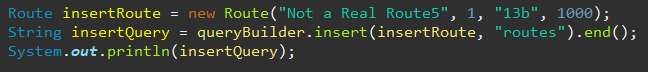 Route insertRoute = new Route("Not a Real Route5", 1, "13b", 1000);
String insertQuery = queryBuilder.insert(insertRoute, "routes").end();
System.out.println(insertQuery);